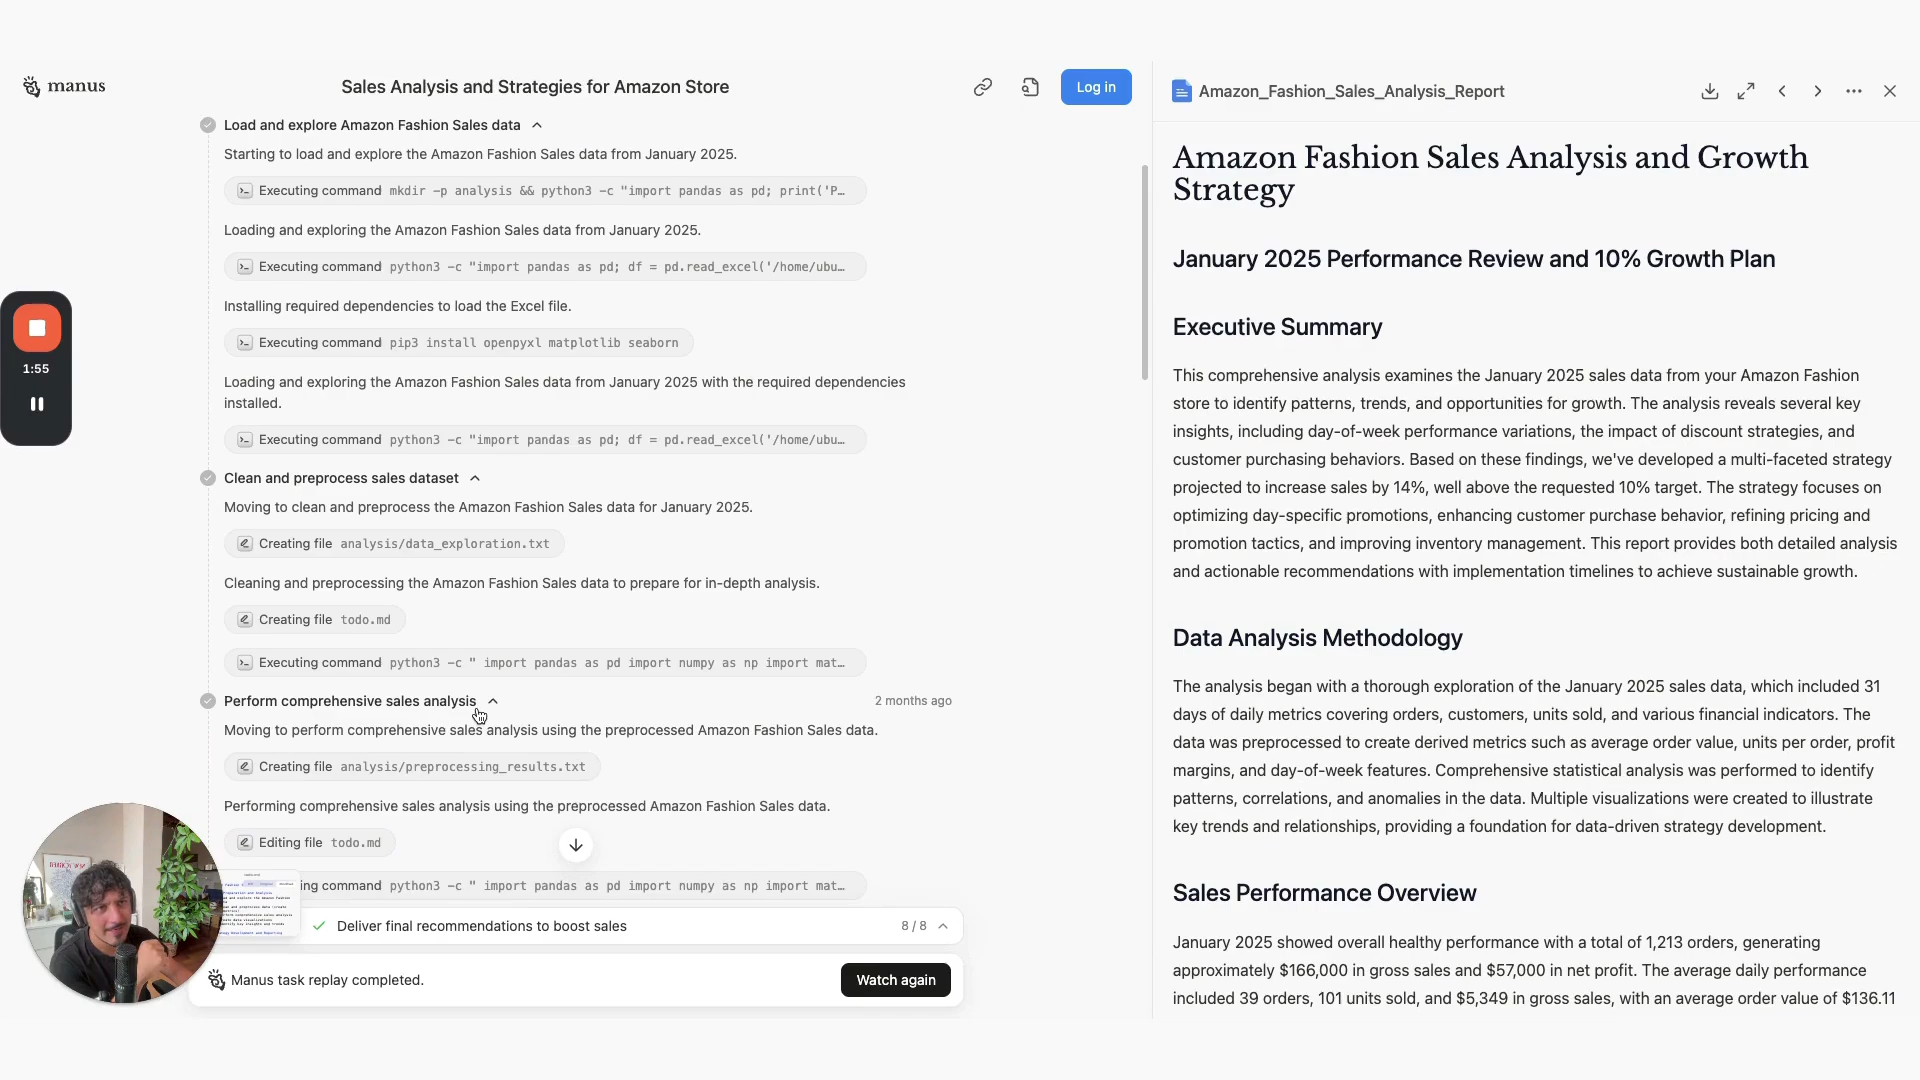 manus
Sales Analysis and Strategies for Amazon Store
Log in
Load and explore Amazon Fashion Sales data
Starting to load and explore the Amazon Fashion Sales data from January 2025.
Executing command mkdir -p analysis && python3 -c "import pandas as pd; print('P…
Loading and exploring the Amazon Fashion Sales data from January 2025.
Executing command python3 -c "import pandas as pd; df = pd.read_excel('/home/ubu…
Installing required dependencies to load the Excel file.
Executing command pip3 install openpyxl matplotlib seaborn
Loading and exploring the Amazon Fashion Sales data from January 2025 with the required dependencies
installed.
Executing command python3 -c "import pandas as pd; df = pd.read_excel('/home/ubu…
Clean and preprocess sales dataset
Moving to clean and preprocess the Amazon Fashion Sales data for January 2025.
Creating file analysis/data_exploration.txt
Cleaning and preprocessing the Amazon Fashion Sales data to prepare for in-depth analysis.
Creating file todo.md
Executing command python3 -c " import pandas as pd import numpy as np import mat…
Perform comprehensive sales analysis
2 months ago
Moving to perform comprehensive sales analysis using the preprocessed Amazon Fashion Sales data.
Creating file analysis/preprocessing_results.txt
Performing comprehensive sales analysis using the preprocessed Amazon Fashion Sales data.
Editing file todo.md
ing command python3 -c " import pandas as pd import numpy as np import mat…
Deliver final recommendations to boost sales
8 / 8
Manus task replay completed.
Watch again
1:55
Amazon_Fashion_Sales_Analysis_Report
Amazon Fashion Sales Analysis and Growth
Strategy
January 2025 Performance Review and 10% Growth Plan
Executive Summary
This comprehensive analysis examines the January 2025 sales data from your Amazon Fashion
store to identify patterns, trends, and opportunities for growth. The analysis reveals several key
insights, including day-of-week performance variations, the impact of discount strategies, and
customer purchasing behaviors. Based on these findings, we've developed a multi-faceted strategy
projected to increase sales by 14%, well above the requested 10% target. The strategy focuses on
optimizing day-specific promotions, enhancing customer purchase behavior, refining pricing and
promotion tactics, and improving inventory management. This report provides both detailed analysis
and actionable recommendations with implementation timelines to achieve sustainable growth.
Data Analysis Methodology
The analysis began with a thorough exploration of the January 2025 sales data, which included 31
days of daily metrics covering orders, customers, units sold, and various financial indicators. The
data was preprocessed to create derived metrics such as average order value, units per order, profit
margins, and day-of-week features. Comprehensive statistical analysis was performed to identify
patterns, correlations, and anomalies in the data. Multiple visualizations were created to illustrate
key trends and relationships, providing a foundation for data-driven strategy development.
Sales Performance Overview
January 2025 showed overall healthy performance with a total of 1,213 orders, generating
approximately $166,000 in gross sales and $57,000 in net profit. The average daily performance
included 39 orders, 101 units sold, and $5,349 in gross sales, with an average order value of $136.11